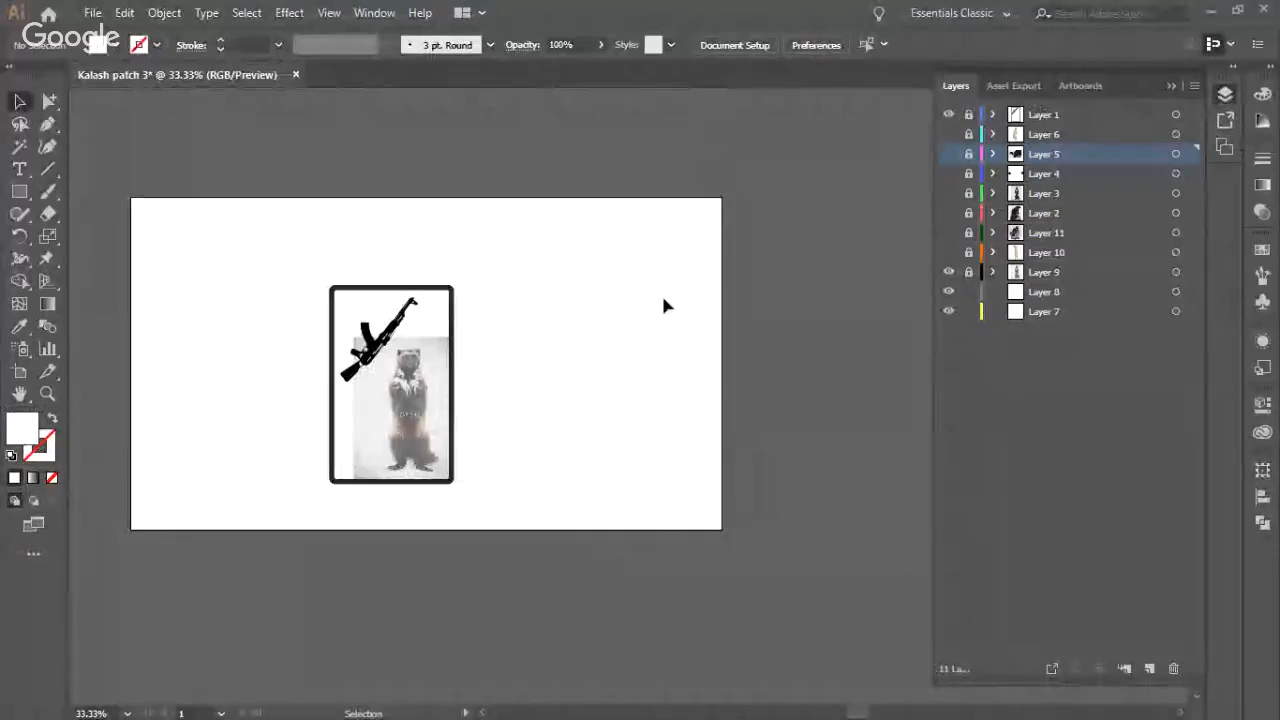 Ai File Edit Object Type Select Effect View Window Help Essentials Classic
Google
No Selection Stroke: 3 pt. Round Opacity: 100% Style: Document Setup Preferences
Kalash patch 3* @ 33.33% (RGB/Preview) ×
Layers Asset Export Artboards
Layer 1
Layer 6
Layer 5
Layer 4
Layer 3
Layer 2
Layer 11
Layer 10
Layer 9
Layer 8
Layer 7
11 La...
33.33% 1 Selection